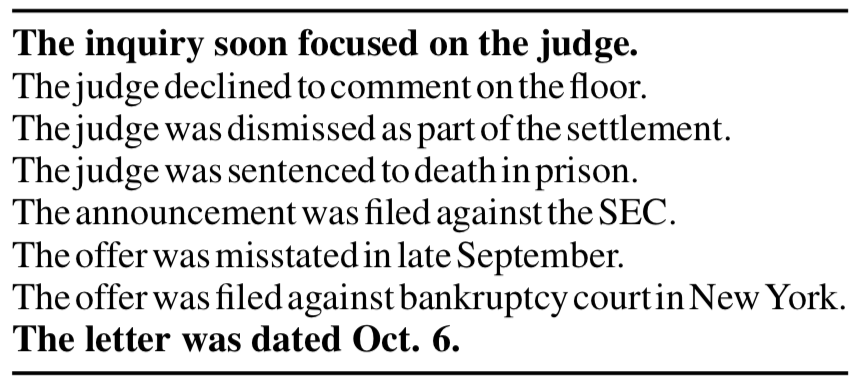 The inquiry soon focused on the judge.
The judge declined to comment on the floor.
The judge was dismissed as part of the settlement.
The judge was sentenced to death in prison.
The announcement was filed against the SEC.
The offer was misstated in late September.
The offer was filed against bankruptcy court in New York.
The letter was dated Oct. 6.